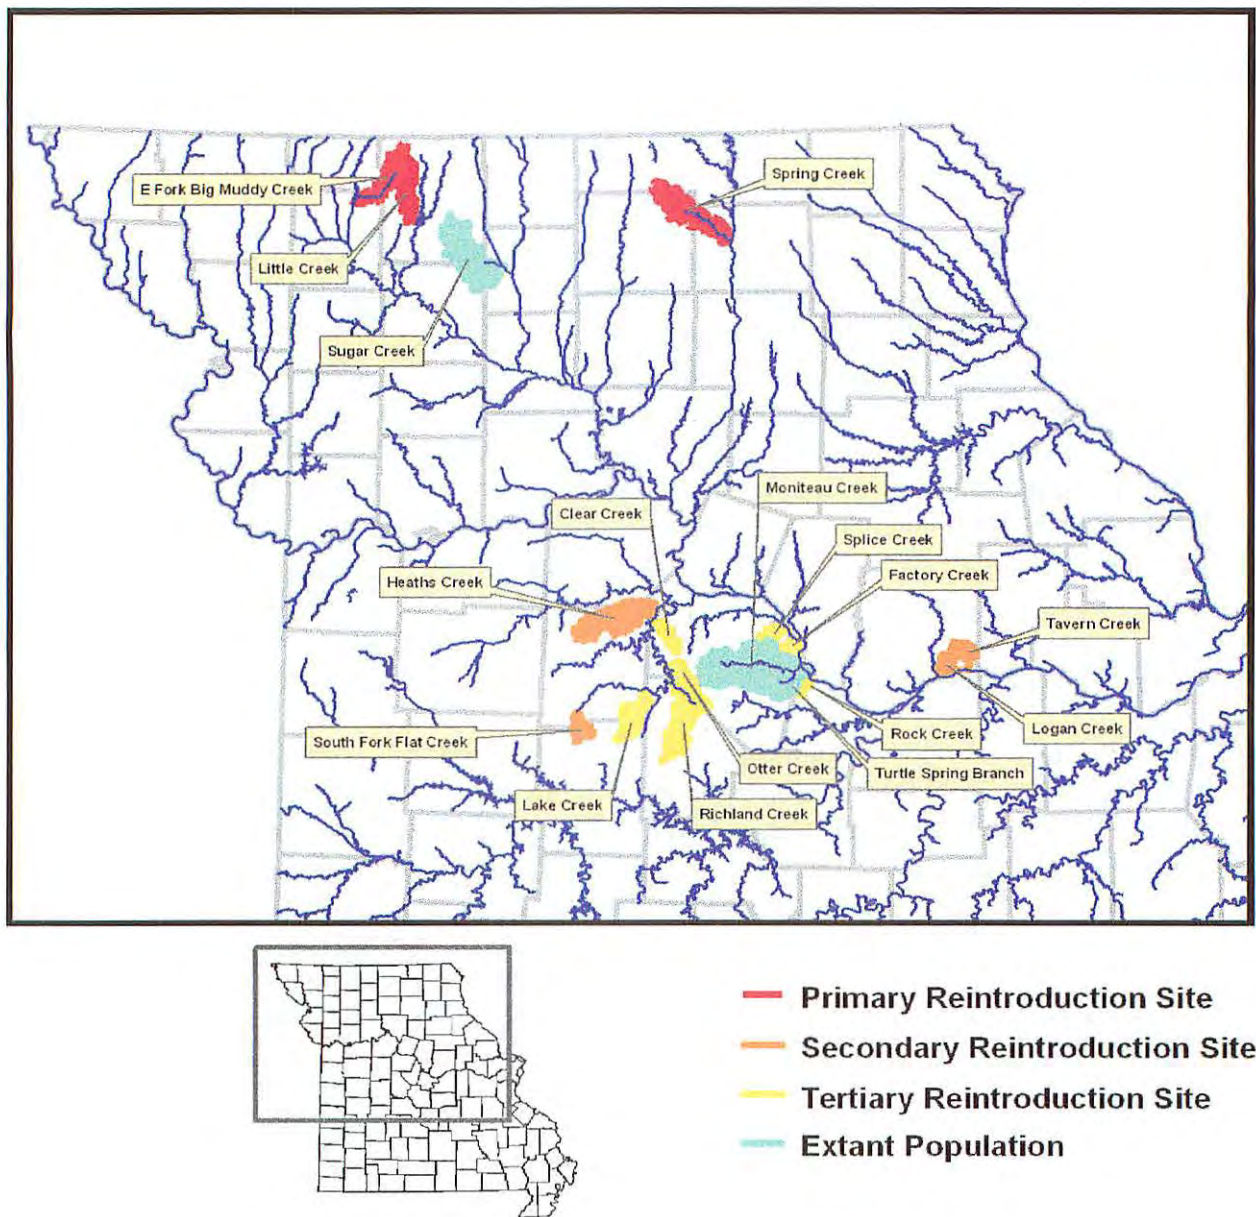 Spring Creek
E Fork Big Muddy Creek
Little Creek
Sugar Creek
Moniteau Creek
Clear Creek
Splice Creek
Heaths Creek
Factory Creek
Tavern Creek
South Fork Flat Creek
Rock Creek
Logan Creek
Otter Creek
Turtle Spring Branch
Lake Creek
Richland Creek
Primary Reintroduction Site
Secondary Reintroduction Site
Tertiary Reintroduction Site
Extant Population